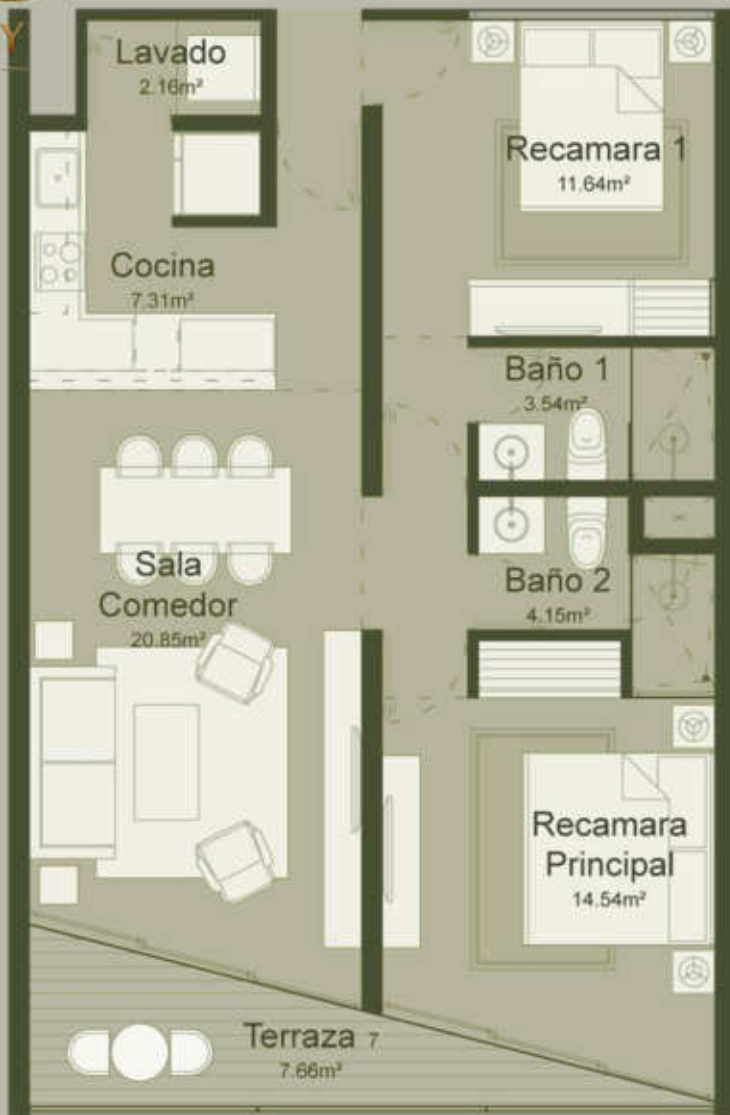 Y
Lavado
2.16m²
Recamara 1
11.64m²
Cocina
7.31m²
Baño 1
3.54m²
Sala
Comedor
20.85m²
Baño 2
4.15m²
Recamara
Principal
14.54m²
Terraza 7
7.66m²